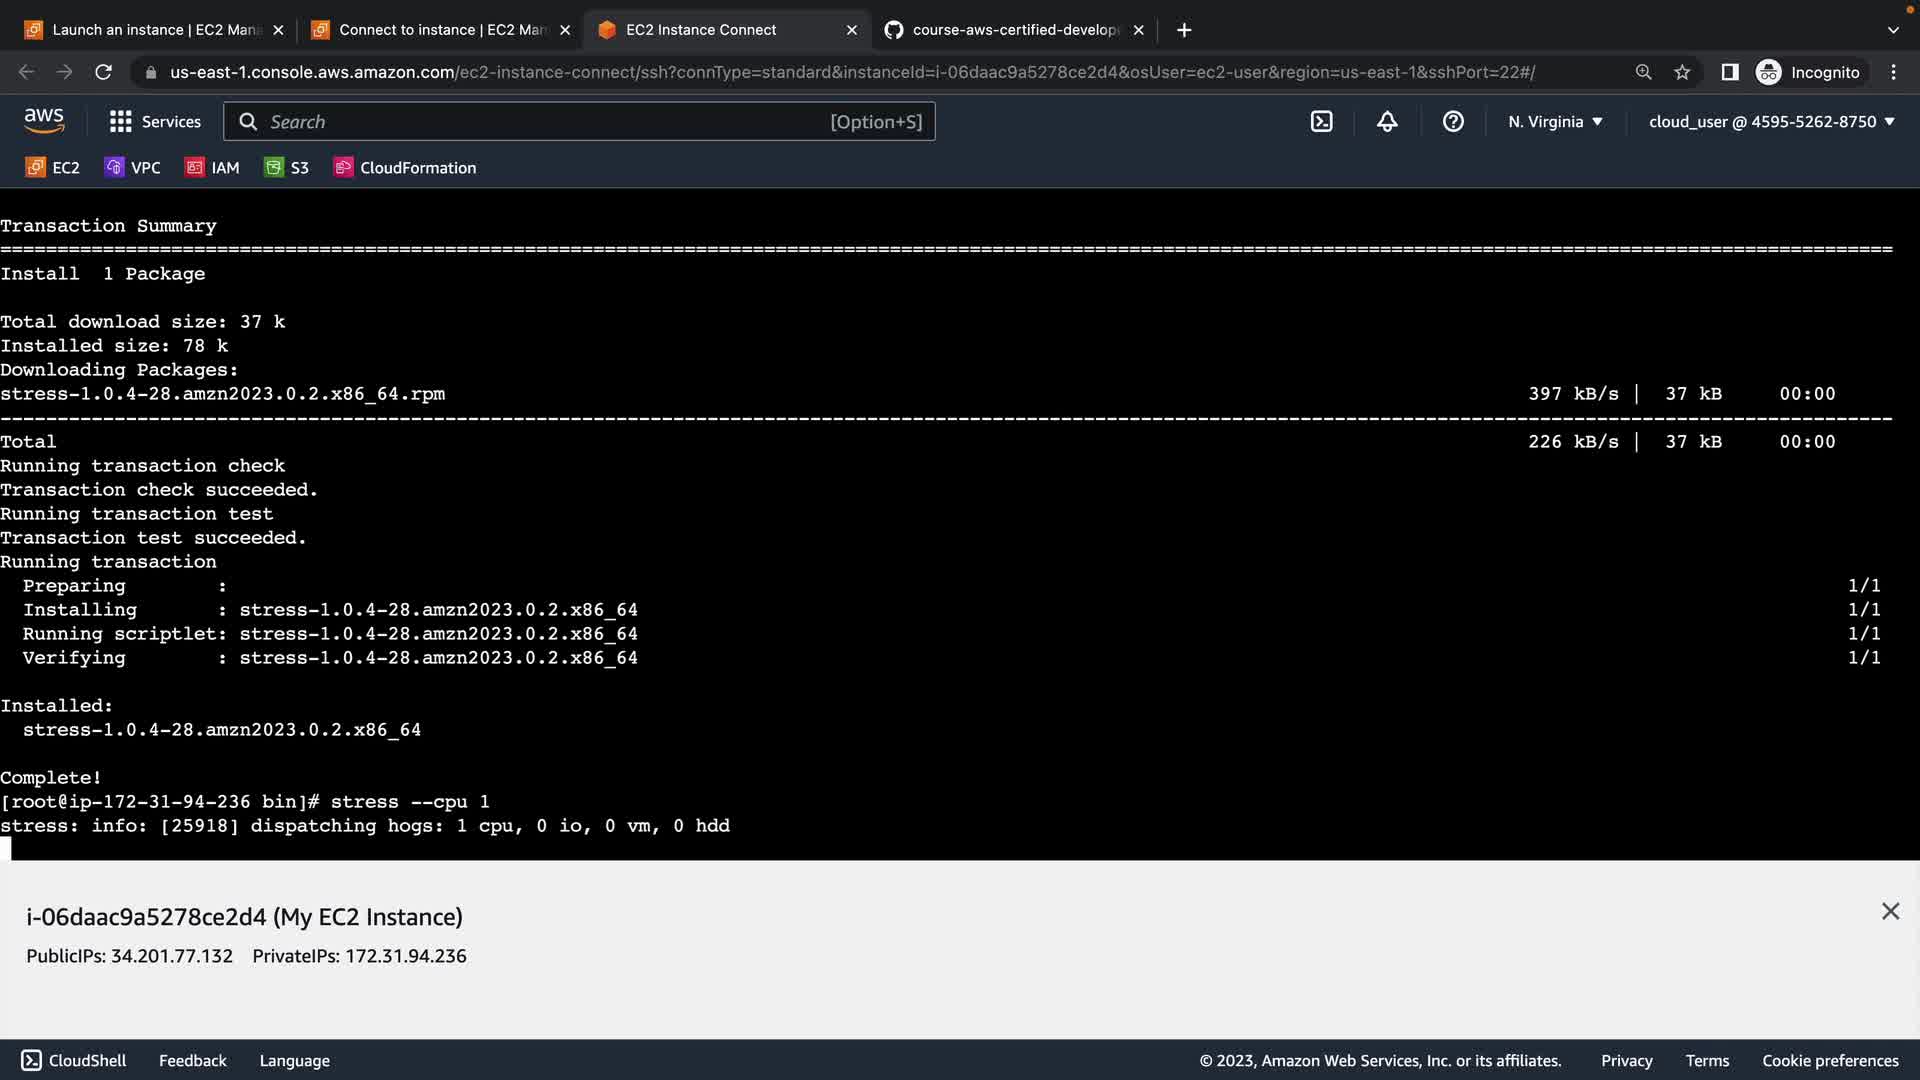 Launch an instance | EC2 Mana
Connect to instance | EC2 Man
EC2 Instance Connect
course-aws-certified-develop
us-east-1.console.aws.amazon.com/ec2-instance-connect/ssh?connType=standard&instanceId=i-06daac9a5278ce2d4&osUser=ec2-user&region=us-east-1&sshPort=22#/
Incognito
aws
Services
Search
[Option+S]
N. Virginia
cloud_user @ 4595-5262-8750
EC2
VPC
IAM
S3
CloudFormation
Transaction Summary
================================================================================
Install  1 Package
Total download size: 37 k
Installed size: 78 k
Downloading Packages:
stress-1.0.4-28.amzn2023.0.2.x86_64.rpm 397 kB/s | 37 kB 00:00
--------------------------------------------------------------------------------
Total 226 kB/s | 37 kB 00:00
Running transaction check
Transaction check succeeded.
Running transaction test
Transaction test succeeded.
Running transaction
Preparing : 1/1
Installing : stress-1.0.4-28.amzn2023.0.2.x86_64 1/1
Running scriptlet: stress-1.0.4-28.amzn2023.0.2.x86_64 1/1
Verifying : stress-1.0.4-28.amzn2023.0.2.x86_64 1/1
Installed:
stress-1.0.4-28.amzn2023.0.2.x86_64
Complete!
[root@ip-172-31-94-236 bin]# stress --cpu 1
stress: info: [25918] dispatching hogs: 1 cpu, 0 io, 0 vm, 0 hdd
i-06daac9a5278ce2d4 (My EC2 Instance)
PublicIPs: 34.201.77.132 PrivateIPs: 172.31.94.236
CloudShell
Feedback
Language
© 2023, Amazon Web Services, Inc. or its affiliates.
Privacy
Terms
Cookie preferences